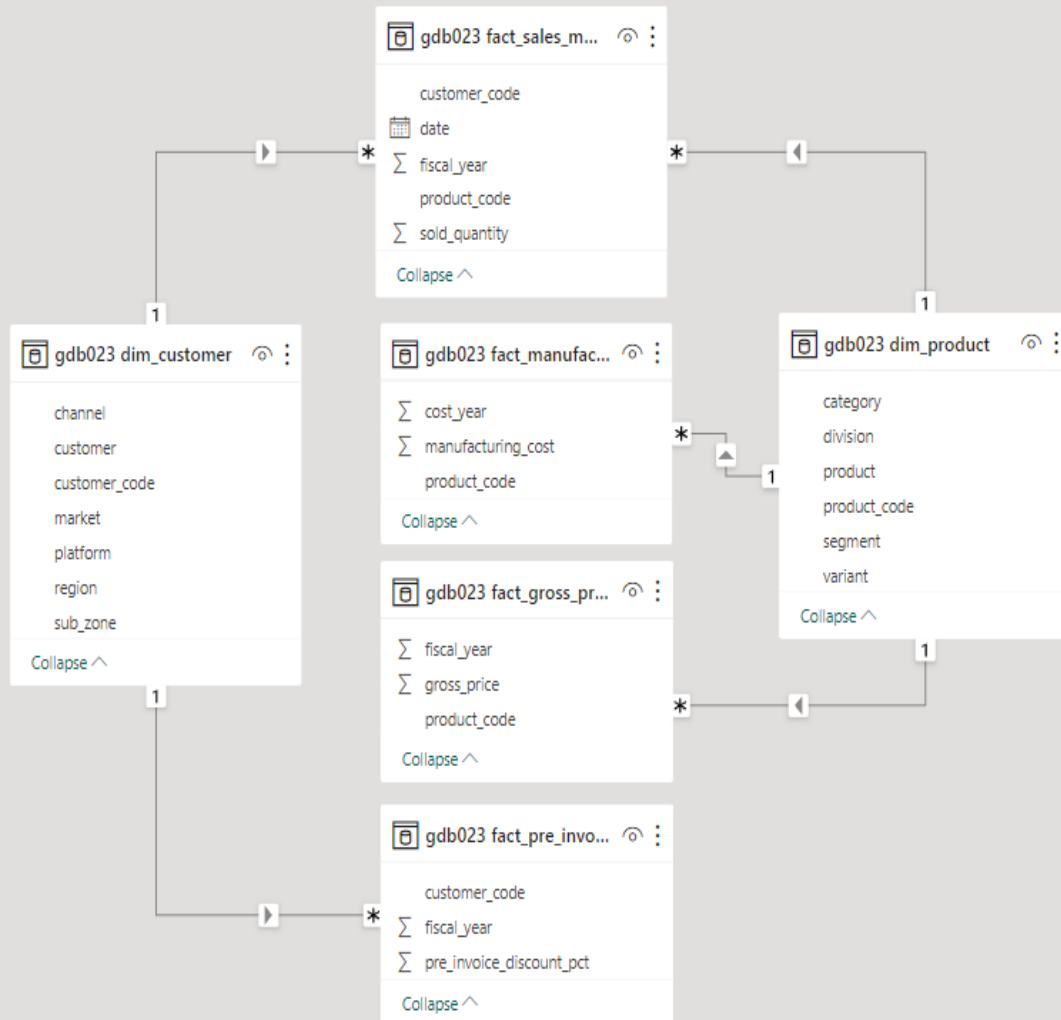 gdb023 fact_sales_m...
customer_code
date
fiscal_year
product_code
sold_quantity
Collapse
*
*
1
1
gdb023 dim_customer
channel
customer
customer_code
market
platform
region
sub_zone
Collapse
1
gdb023 fact_manufac...
cost_year
manufacturing_cost
product_code
Collapse
*
1
gdb023 dim_product
category
division
product
product_code
segment
variant
Collapse
1
gdb023 fact_gross_pr...
fiscal_year
gross_price
product_code
Collapse
*
gdb023 fact_pre_invo...
customer_code
fiscal_year
pre_invoice_discount_pct
Collapse
*